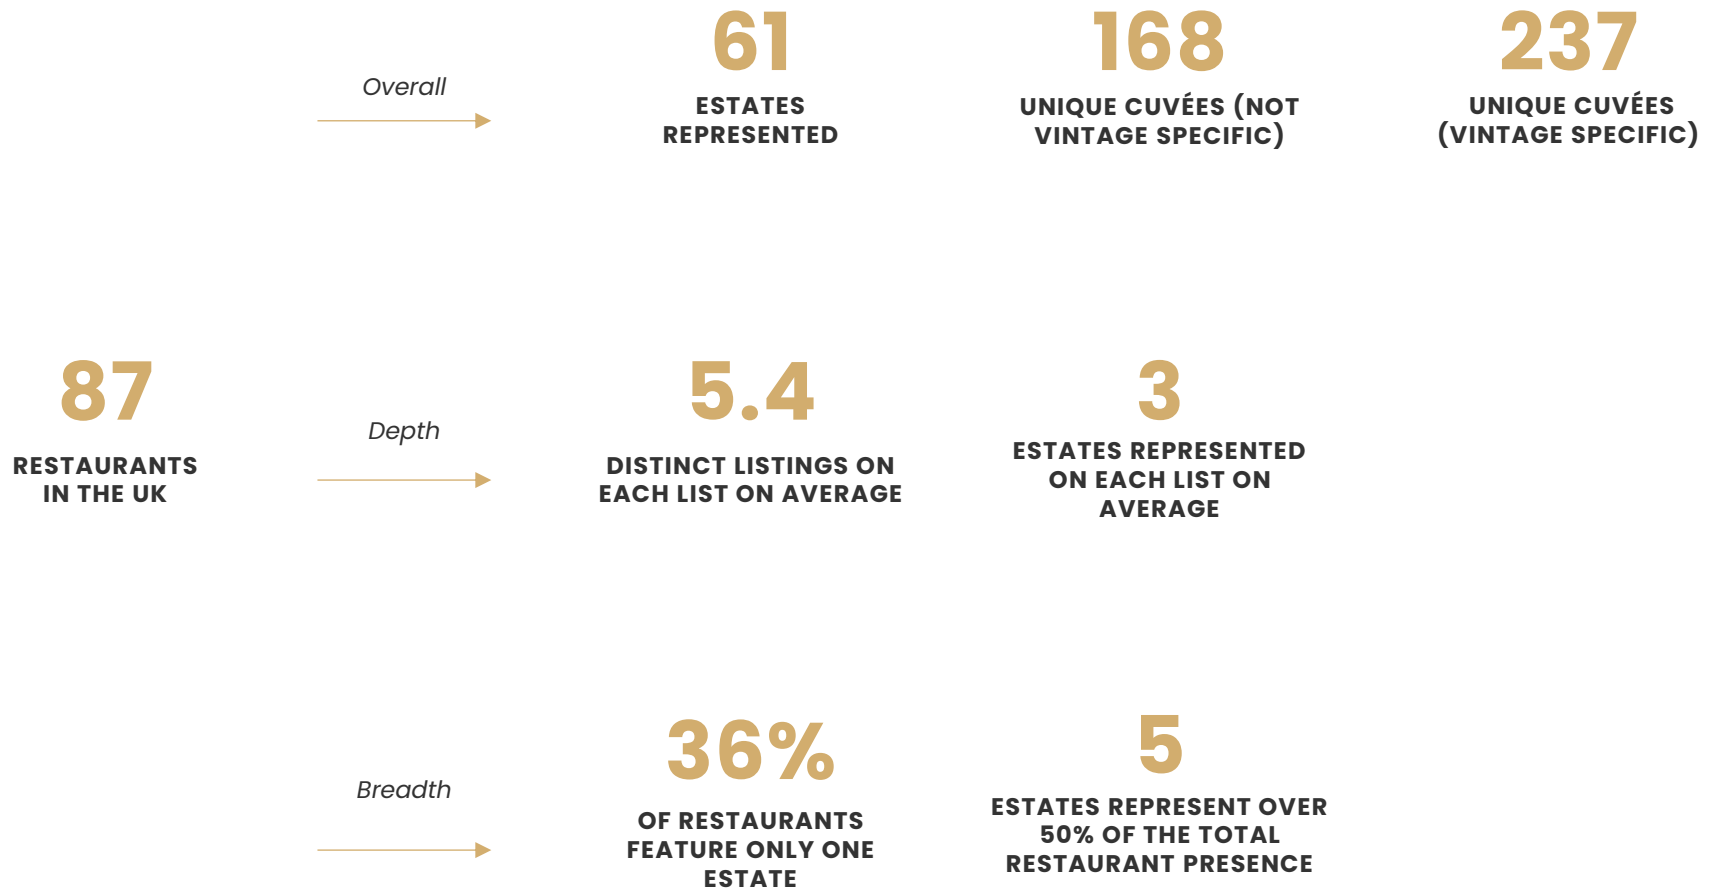 61
ESTATES
REPRESENTED
168
UNIQUE CUVÉES (NOT
VINTAGE SPECIFIC)
237
UNIQUE CUVÉES
(VINTAGE SPECIFIC)
Overall
87
RESTAURANTS
IN THE UK
Depth
5.4
DISTINCT LISTINGS ON
EACH LIST ON AVERAGE
3
ESTATES REPRESENTED
ON EACH LIST ON
AVERAGE
Breadth
36%
OF RESTAURANTS
FEATURE ONLY ONE
ESTATE
5
ESTATES REPRESENT OVER
50% OF THE TOTAL
RESTAURANT PRESENCE